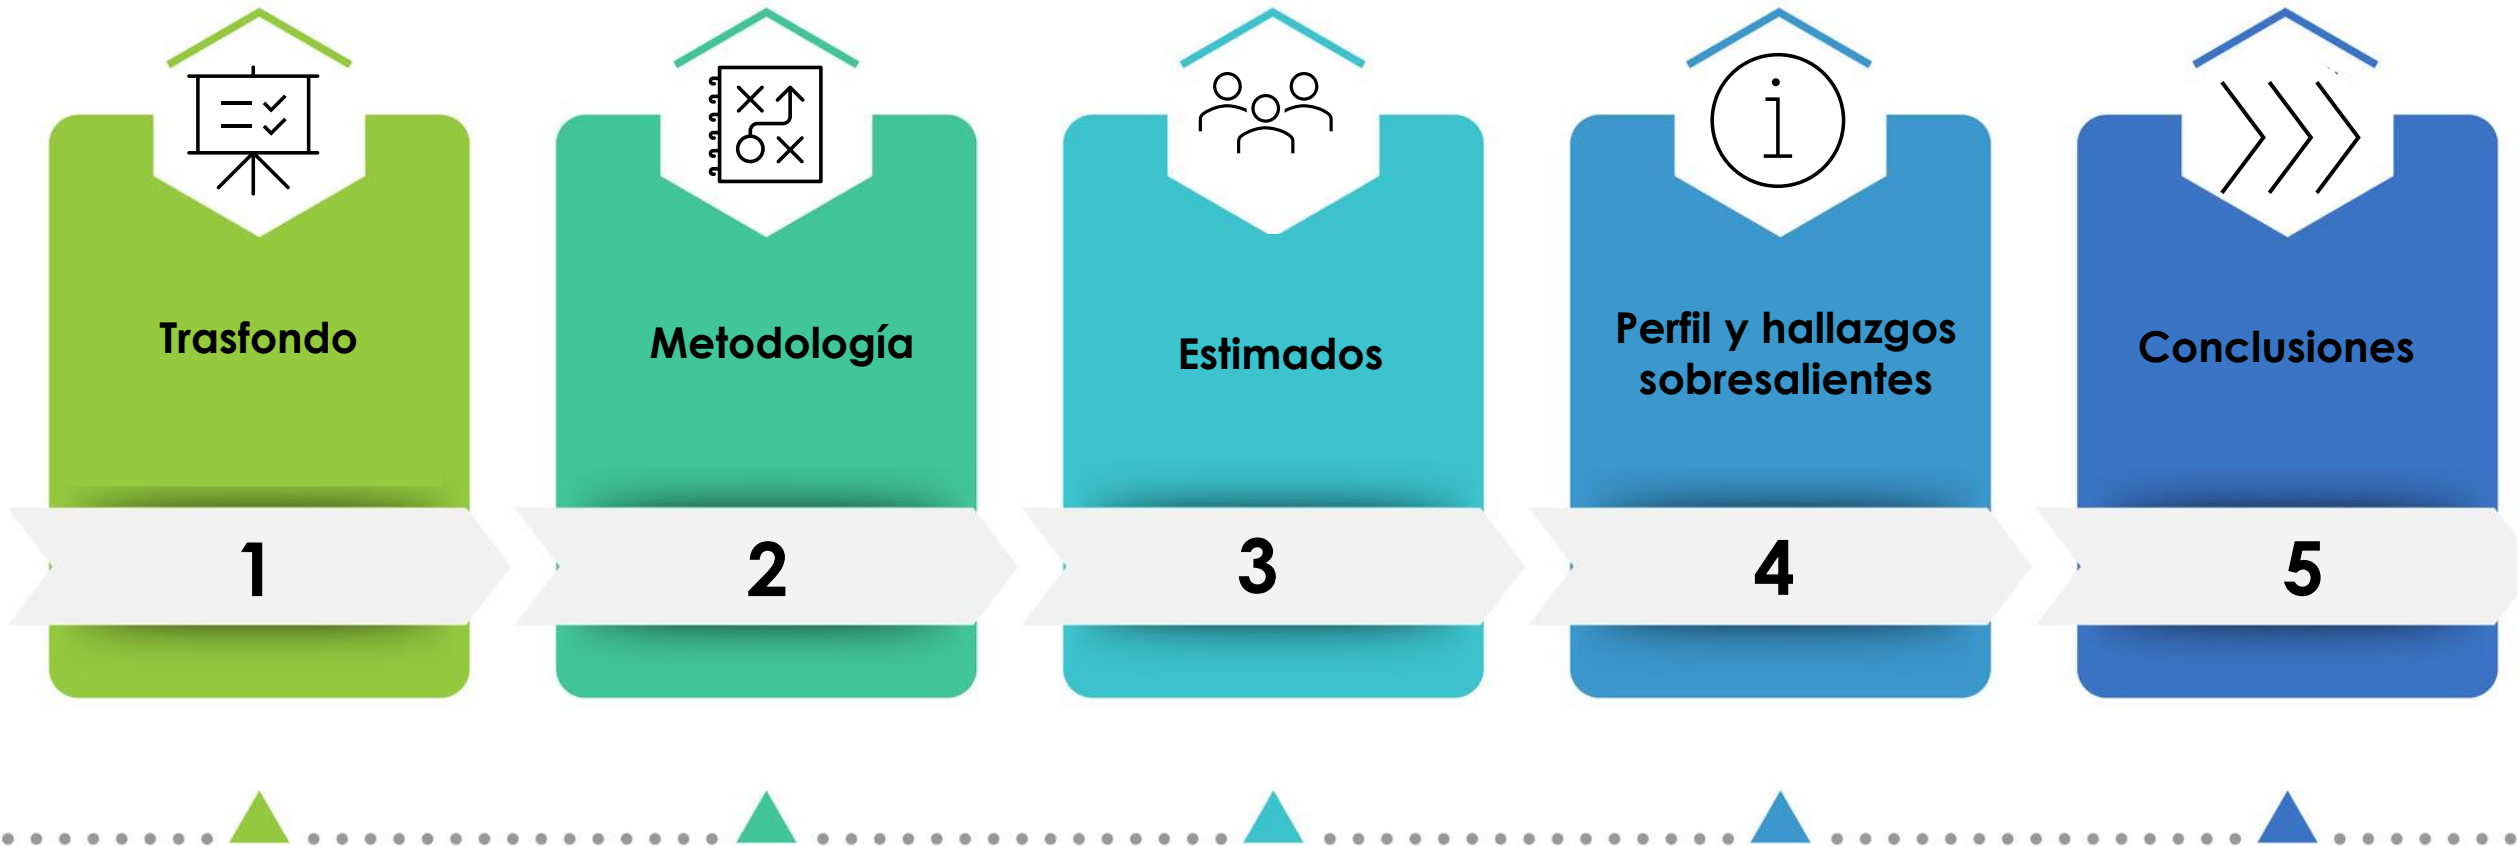 Trasfondo
Metodología
Estimados
Perfil y hallazgos
sobresalientes
Conclusiones
1
2
3
4
5